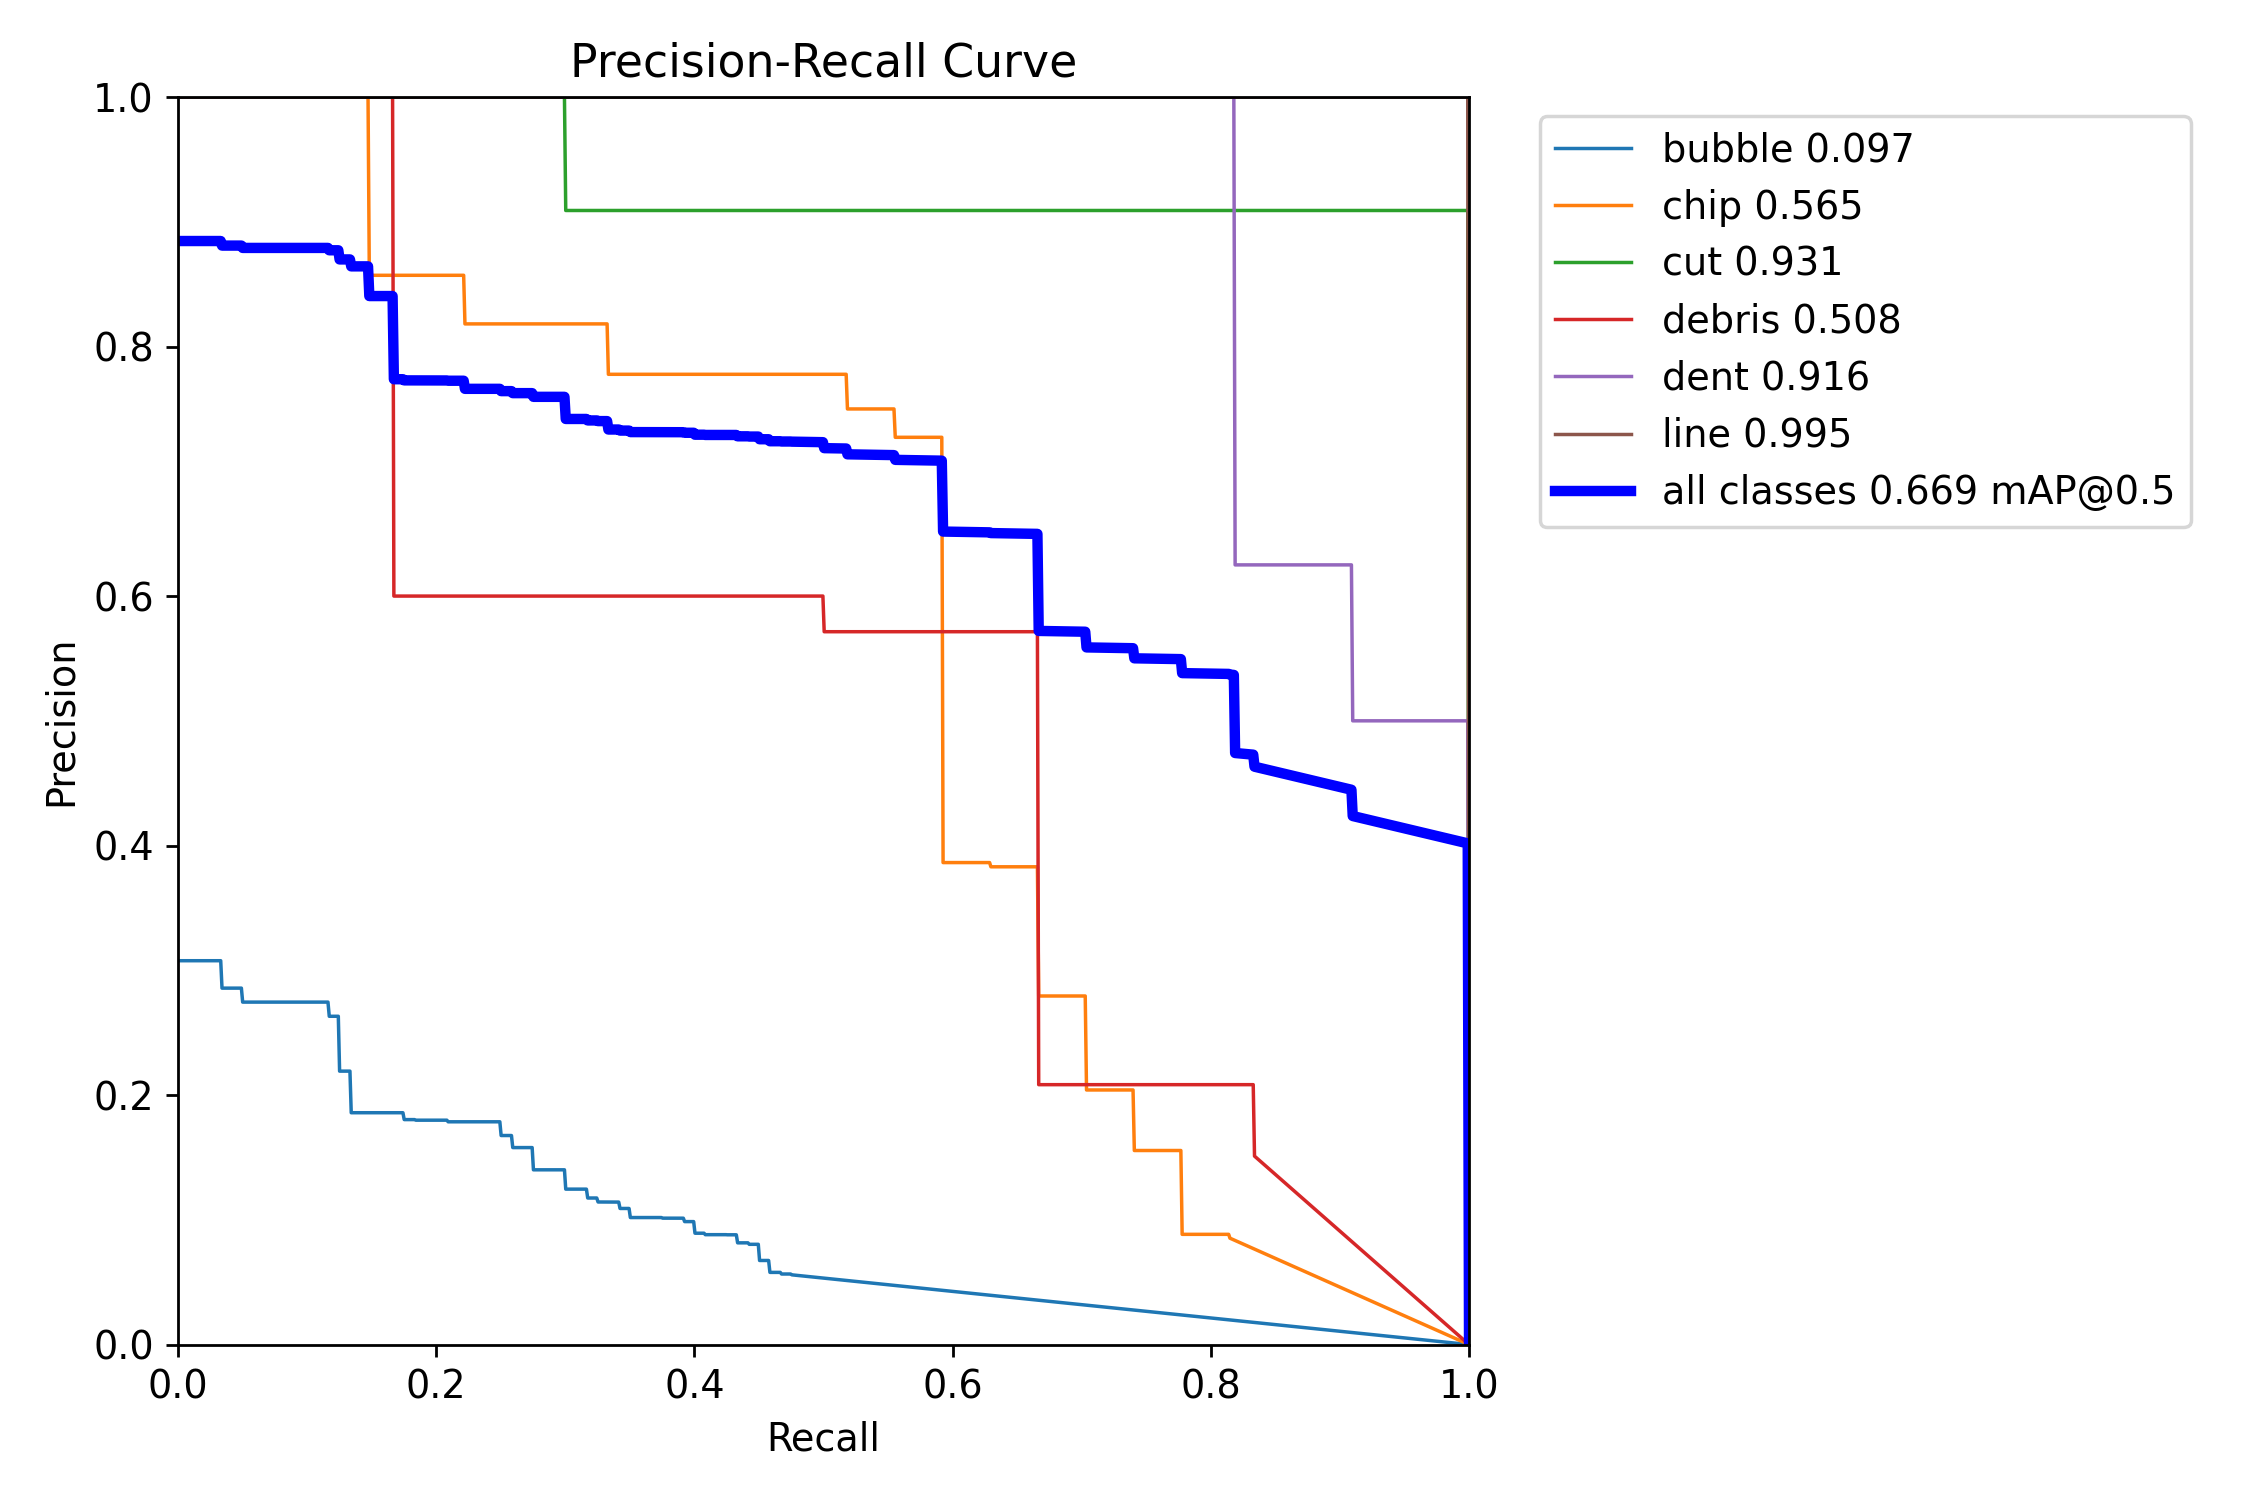 Precision-Recall Curve
1.0
0.8
0.6
0.4
0.2
0.0
Precision
0.0 0.2 0.4 0.6 0.8 1.0
Recall
bubble 0.097
chip 0.565
cut 0.931
debris 0.508
dent 0.916
line 0.995
all classes 0.669 mAP@0.5